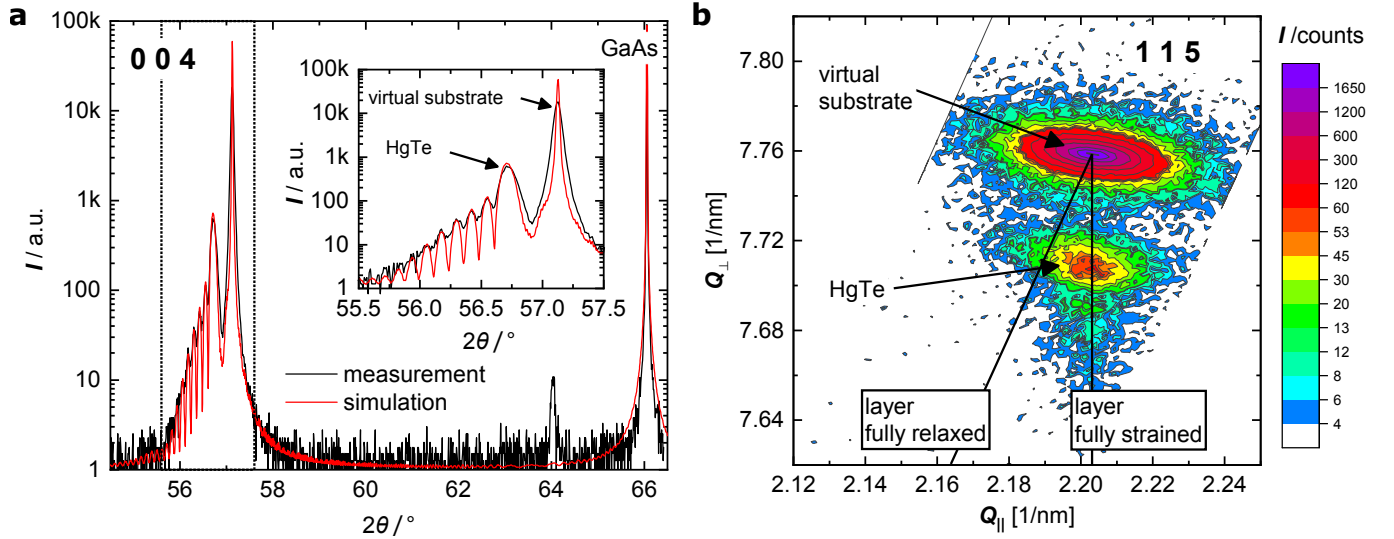 a
0 0 4
GaAs
I / a.u.
100k
10k
1k
100
10
1
56
58
60
62
64
66
2θ / °
measurement
simulation
virtual substrate
HgTe
I / a.u.
100k
10k
1k
100
10
1
55.5
56.0
56.5
57.0
57.5
2θ / °
b
1 1 5
virtual
substrate
HgTe
layer
fully relaxed
layer
fully strained
Q⊥ [1/nm]
7.80
7.76
7.72
7.68
7.64
2.12
2.14
2.16
2.18
2.20
2.22
2.24
Q|| [1/nm]
I /counts
1650
1200
600
300
120
60
53
45
30
20
13
12
8
6
4